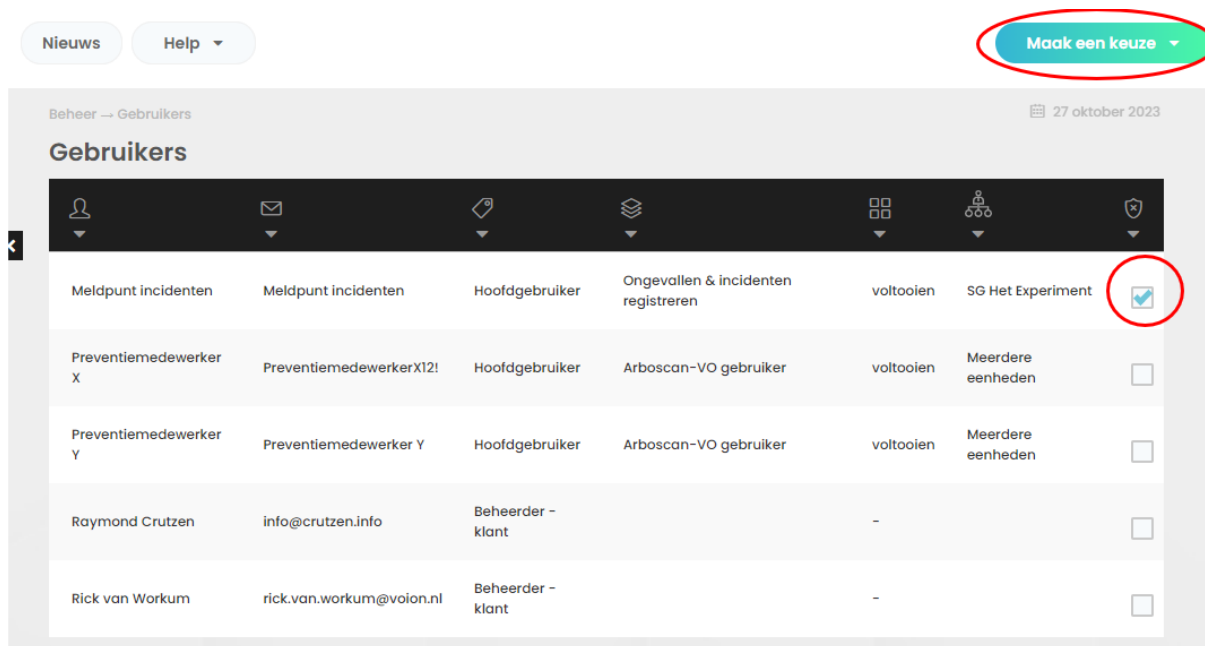 Nieuws Help Maak een keuze
Beheer → Gebruikers 27 oktober 2023
Gebruikers
Meldpunt incidenten Meldpunt incidenten Hoofdgebruiker Ongevallen & incidenten voltooien SG Het Experiment
registreren
Preventiemedewerker PreventiemedewerkerX12! Hoofdgebruiker Arboscan-VO gebruiker voltooien Meerdere
X eenheden
Preventiemedewerker Preventiemedewerker Y Hoofdgebruiker Arboscan-VO gebruiker voltooien Meerdere
Y eenheden
Raymond Crutzen info@crutzen.info Beheerder - -
klant
Rick van Workum rick.van.workum@voion.nl Beheerder - -
klant